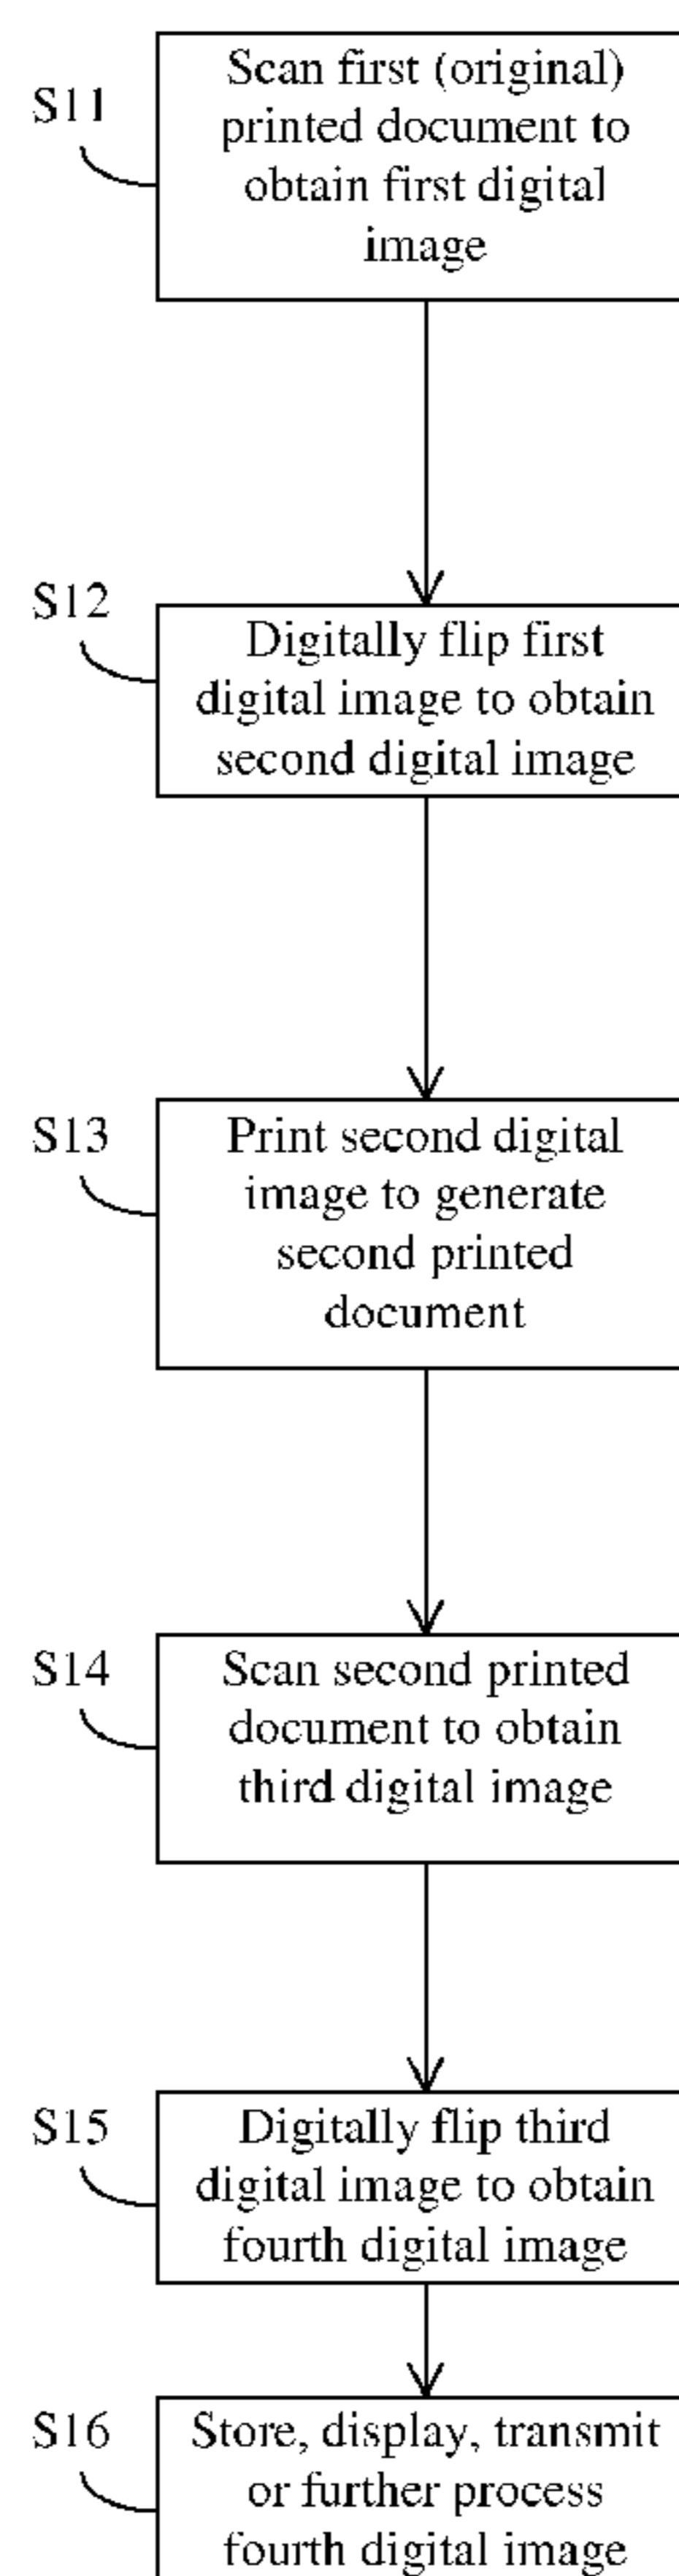 S11
Scan first (original)
printed document to
obtain first digital
image
S12
Digitally flip first
digital image to obtain
second digital image
S13
Print second digital
image to generate
second printed
document
S14
Scan second printed
document to obtain
third digital image
S15
Digitally flip third
digital image to obtain
fourth digital image
S16
Store, display, transmit
or further process
fourth digital image